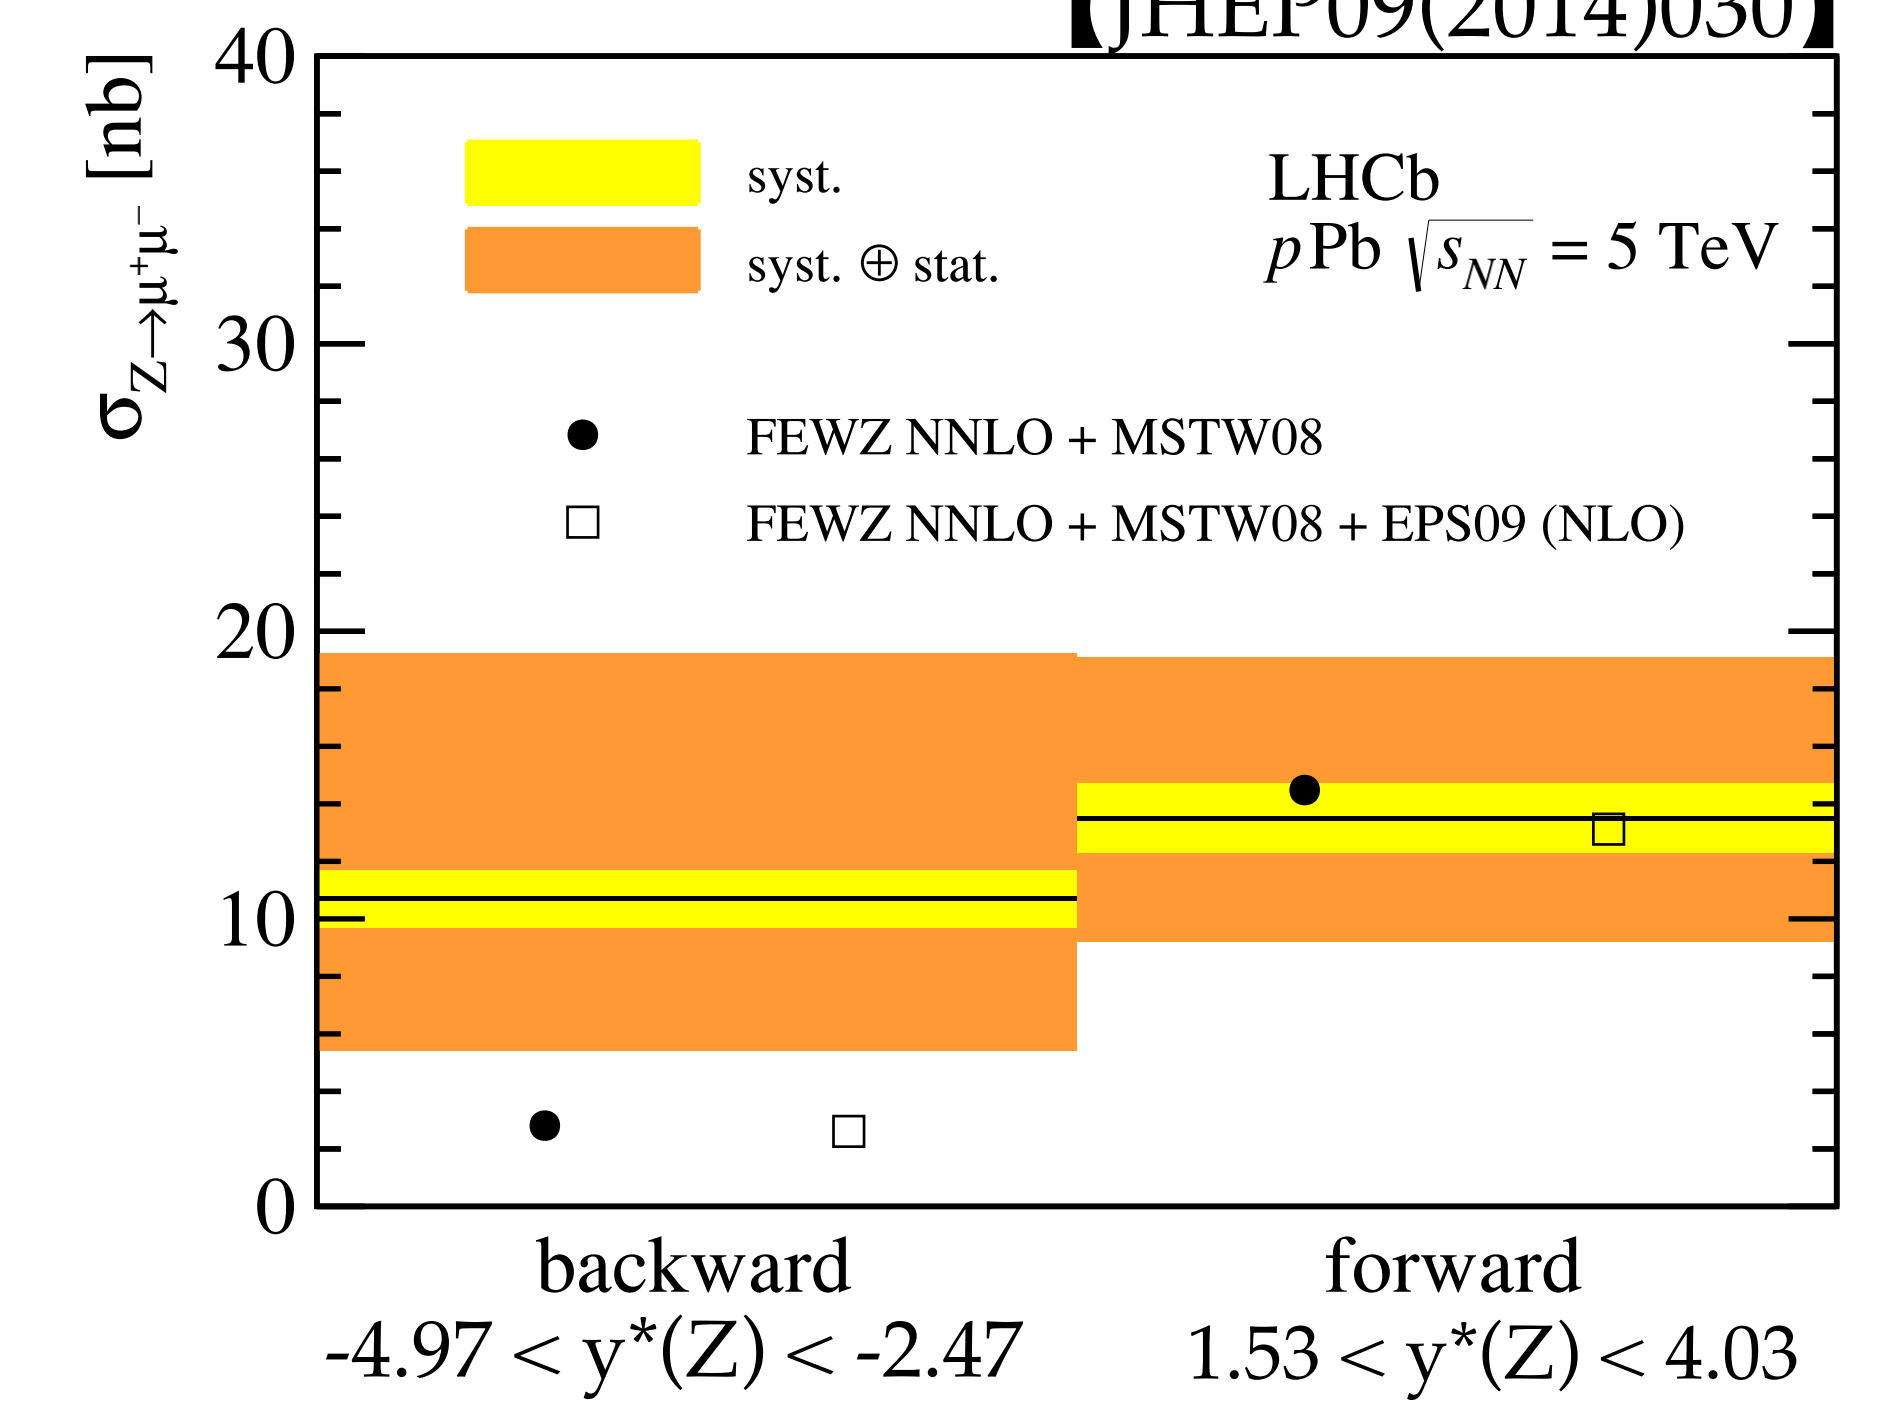 【JHEP09(2014)030】
40
σZ→μ⁺μ⁻ [nb]
syst.
LHCb
syst. ⊕ stat.
pPb √sNN = 5 TeV
30
FEWZ NNLO + MSTW08
FEWZ NNLO + MSTW08 + EPS09 (NLO)
20
10
0
backward
forward
-4.97 < y*(Z) < -2.47
1.53 < y*(Z) < 4.03